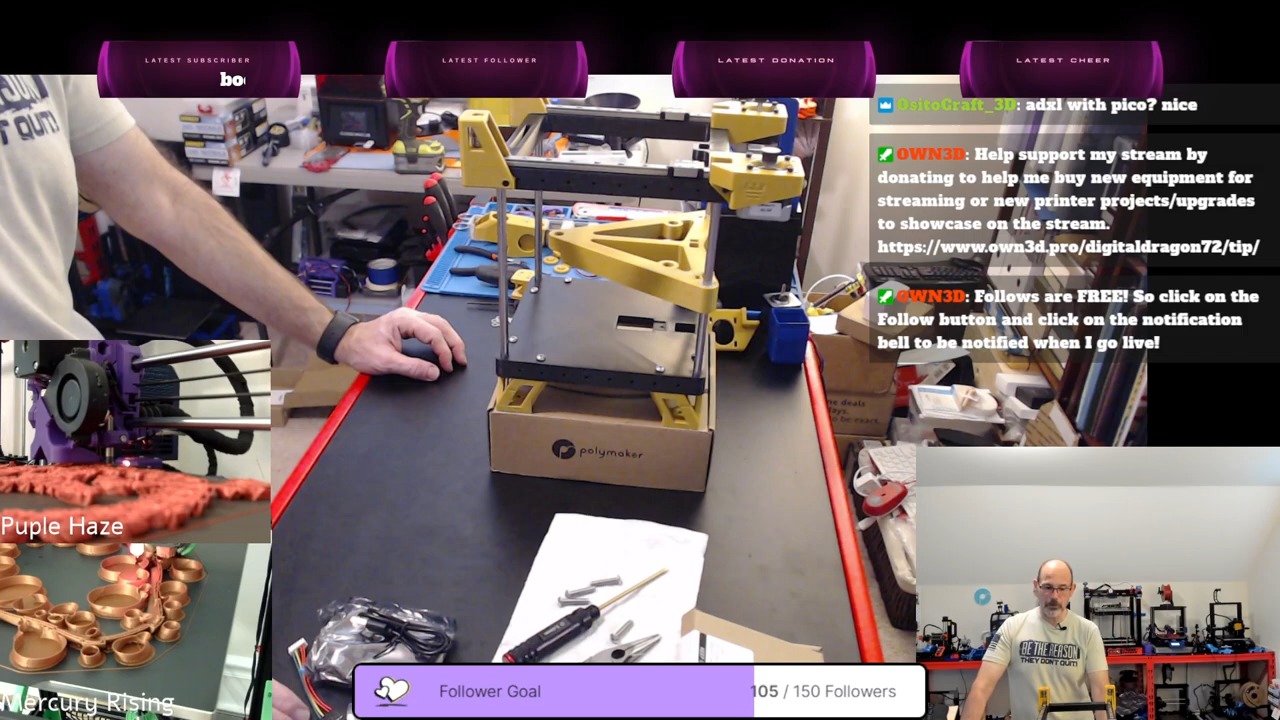 LATEST SUBSCRIBER
bo
LATEST FOLLOWER
LATEST DONATION
LATEST CHEER
OsitoCraft_3D: adxl with pico? nice
OWN3D: Help support my stream by
donating to help me buy new equipment for
streaming or new printer projects/upgrades
to showcase on the stream.
https://www.own3d.pro/digitaldragon72/tip/
OWN3D: Follows are FREE! So click on the
Follow button and click on the notification
bell to be notified when I go live!
T QUIT!
polymaker
Puple Haze
Mercury Rising
BE THE REASON
THEY DON'T QUIT!
Follower Goal
105 / 150 Followers